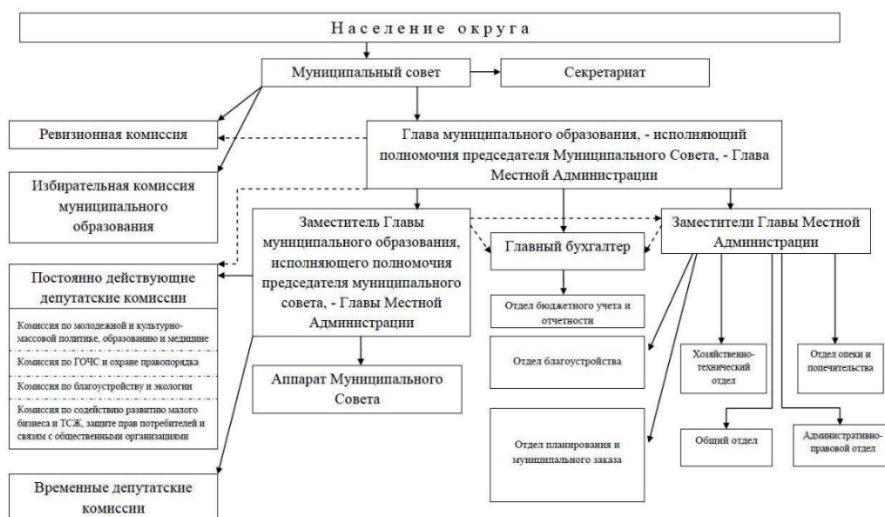 Население округа
Муниципальный совет
Секретариат
Ревизионная комиссия
Глава муниципального образования, - исполняющий
полномочия председателя Муниципального Совета, - Глава
Местной Администрации
Избирательная комиссия
муниципального
образования
Заместитель Главы
муниципального образования,
исполняющего полномочия
председателя муниципального
совета, - Главы Местной
Администрации
Главный бухгалтер
Заместители Главы Местной
Администрации
Постоянно действующие
депутатские комиссии
Комиссия по молодежной и культурно-
массовой политике, образованию и медицине
Комиссия по ГОЧС и охране правопорядка
Комиссия по благоустройству и экологии
Комиссия по содействию развитию малого
бизнеса и ТСЖ, защите прав потребителей и
связям с общественными организациями
Временные депутатские
комиссии
Аппарат Муниципального
Совета
Отдел бюджетного учета и
отчетности
Отдел благоустройства
Отдел планирования и
муниципального заказа
Хозяйственно-
технический
отдел
Отдел опеки и
попечительства
Общий отдел
Административно-
правовой отдел